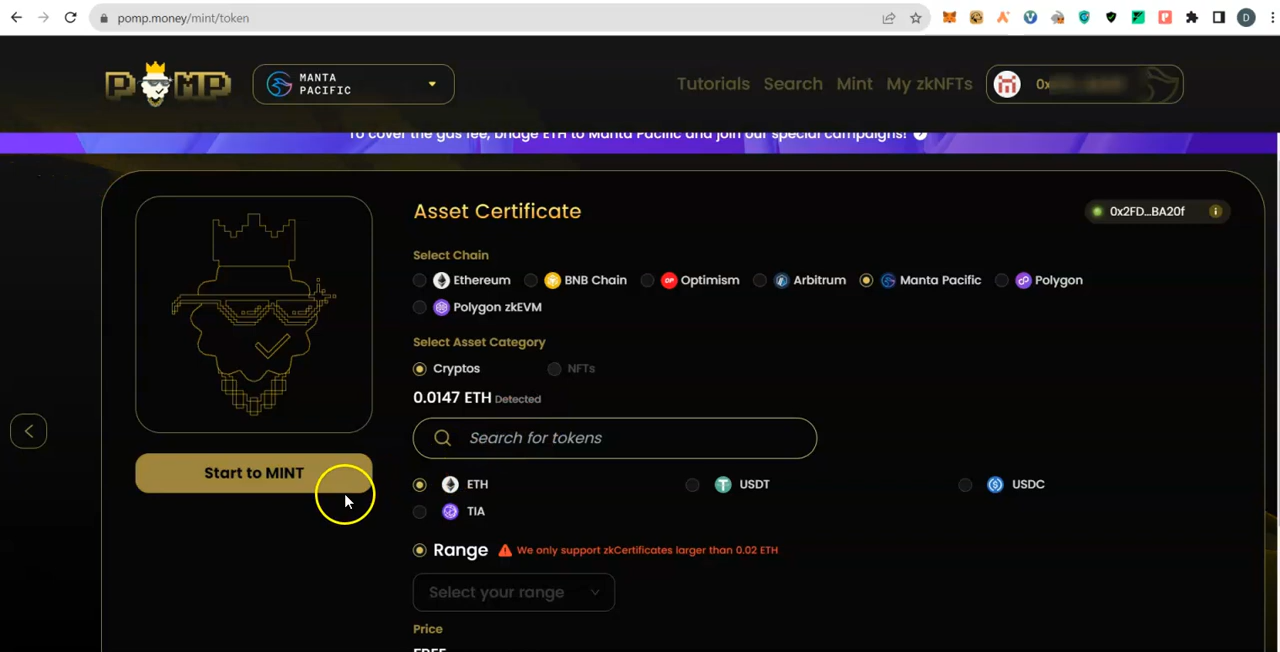 pomp.money/mint/token
D
POMP
MANTA
PACIFIC
Tutorials Search Mint My zkNFTs
0x
To cover the gas fee, bridge ETH to Manta Pacific and join our special campaigns!
Asset Certificate
0x2FD...BA20f
Select Chain
Ethereum BNB Chain Optimism Arbitrum Manta Pacific Polygon
Polygon zkEVM
Select Asset Category
Cryptos NFTs
0.0147 ETH Detected
Search for tokens
Start to MINT
ETH USDT USDC
TIA
Range We only support zkCertificates larger than 0.02 ETH
Select your range
Price
FREE